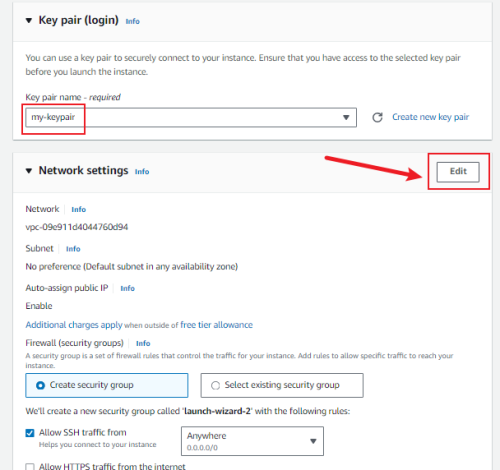 Key pair (login) Info
You can use a key pair to securely connect to your instance. Ensure that you have access to the selected key pair
before you launch the instance.
Key pair name - required
my-keypair
Create new key pair
Network settings Info
Edit
Network Info
vpc-09e911d4044760d94
Subnet Info
No preference (Default subnet in any availability zone)
Auto-assign public IP Info
Enable
Additional charges apply when outside of free tier allowance
Firewall (security groups) Info
A security group is a set of firewall rules that control the traffic for your instance. Add rules to allow specific traffic to reach your
instance.
Create security group
Select existing security group
We'll create a new security group called 'launch-wizard-2' with the following rules:
Allow SSH traffic from
Helps you connect to your instance
Anywhere
0.0.0.0/0
Allow HTTPS traffic from the internet